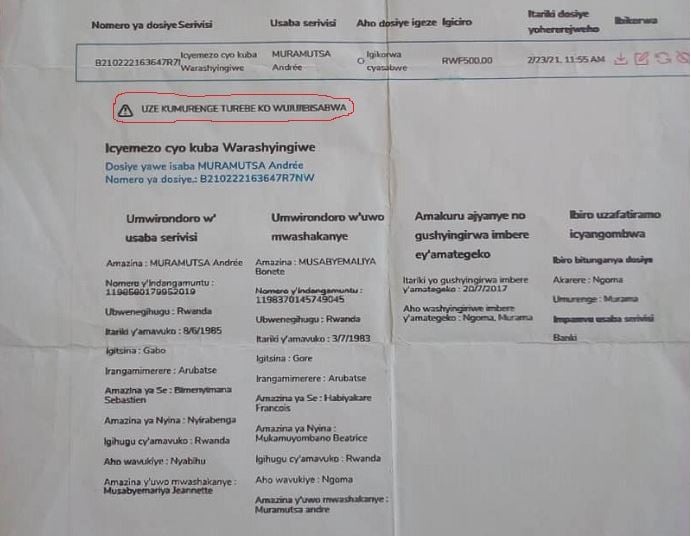 Nomero ya dosiye Serivisi Usaba serivisi Aho dosiye igeze Igiciro Itariki dosiye yoherejweho Ibikorwa
B210222163647R7I Icyemezo cyo kuba Warashyingiwe MURAMUTSA Andrée Igikorwa cyasabwe RWF500.00 2/23/21, 11:55 AM
UZE KUMURENGE TUREBE KO WUJUJIBISABWA
Icyemezo cyo kuba Warashyingiwe
Dosiye yawe isaba MURAMUTSA Andrée
Nomero ya dosiye.: B210222163647R7NW
Umwirondoro w'
usaba serivisi
Amazina : MURAMUTSA Andrée
Nomero y'Indangamuntu :
Ubwenegihugu : Rwanda
Itariki y'amavuko : 8/6/1985
Igitsina : Gabo
Irangamimerere : Arubatse
Amazina ya Se : Bimenyimana
Sebastien
Amazina ya Nyina : Nyirabenga
Igihugu cy'amavuko : Rwanda
Aho wavukiye : Nyabihu
Amazina y'uwo mwashakanye :
Musabyemariya Jeannette
Umwirondoro w'uwo
mwashakanye
Amazina : MUSABYEMALIYA
Bonete
Nomero y'Indangamuntu :
1198370145749045
Ubwenegihugu : Rwanda
Itariki y'amavuko : 3/7/1983
Igitsina : Gore
Irangamimerere : Arubatse
Amazina ya Se : Habiyakare
Francois
Amazina ya Nyina :
Mukamuyombano Beatrice
Igihugu cy'amavuko : Rwanda
Aho wavukiye : Ngoma
Amazina y'uwo mwashakanye :
Muramutsa andre
Amakuru ajyanye no
gushyingirwa imbere
ey'amategeko
Itariki yo gushyingirwa imbere
y'amategeko : 20/7/2017
Aho washyingiriwe imbere
y'amategeko : Ngoma, Murama
Ibiro uzafatiramo
icyangombwa
Ibiro bitunganya dosiye
Akarere : Ngoma
Umurenge : Murama
Impamvu usaba serivisi
Banki